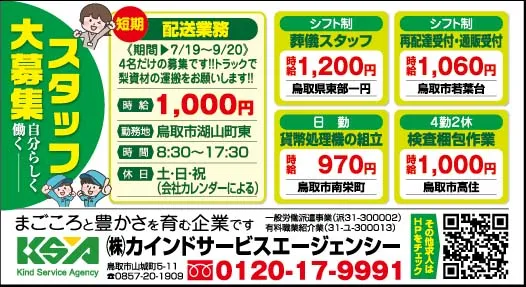 スタッフ
大募集
自分らしく
働く──
短期
配送業務
《期間▶7/19〜9/20》
4名だけの募集です!!トラックで
梨資材の運搬をお願いします!!
時給 1,000円
勤務地 鳥取市湖山町東
時間 8:30〜17:30
休日 土・日・祝
(会社カレンダーによる)
シフト制
葬儀スタッフ
時給 1,200円
鳥取県東部一円
シフト制
再配達受付・通販受付
時給 1,060円
鳥取市若葉台
日勤
貨幣処理機の組立
時給 970円
鳥取市南栄町
4勤2休
検査梱包作業
時給 1,000円
鳥取市高住
まごころと豊かさを育む企業です
一般労働派遣事業(派31-300002)
有料職業紹介業(31-ユ-300013)
KSA
Kind Service Agency
㈱カインドサービスエージェンシー
鳥取市山城町5-11
☎0857-20-1909
0120-17-9991
その他求人は
HPをチェック